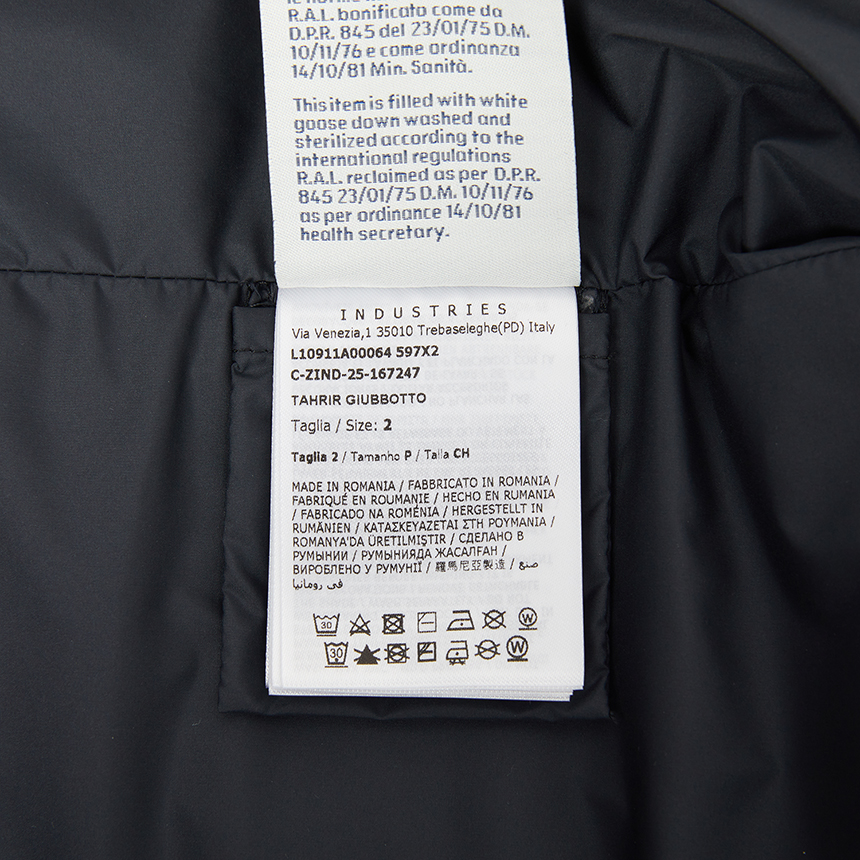 R.A.L. bonificato come da
D.P.R. 845 del 23/01/75 D.M.
10/11/76 e come ordinanza
14/10/81 Min. Sanità.
This item is filled with white
goose down washed and
sterilized according to the
international regulations
R.A.L. reclaimed as per D.P.R.
845 23/01/75 D.M. 10/11/76
as per ordinance 14/10/81
health secretary.
INDUSTRIES
Via Venezia,1 35010 Trebaseleghe(PD) Italy
L10911A00064 597X2
C-ZIND-25-167247
TAHRIR GIUBBOTTO
Taglia / Size: 2
Taglia 2 / Tamanho P / Talla CH
MADE IN ROMANIA / FABBRICATO IN ROMANIA /
FABRIQUÉ EN ROUMANIE / HECHO EN RUMANIA
/ FABRICADO NA ROMÉNIA / HERGESTELLT IN
RUMÄNIEN / ΚΑΤΑΣΚΕΥΑΖΕΤΑΙ ΣΤΗ ΡΟΥΜΑΝΙΑ /
ROMANYA'DA ÜRETİLMİŞTİR / СДЕЛАНО В
РУМЫНИИ / РУМЫНИЯДА ЖАСАЛҒАН /
ВИРОБЛЕНО У РУМУНІЇ / 羅馬尼亞製造 / صنع
في رومانيا
30
W
30
W